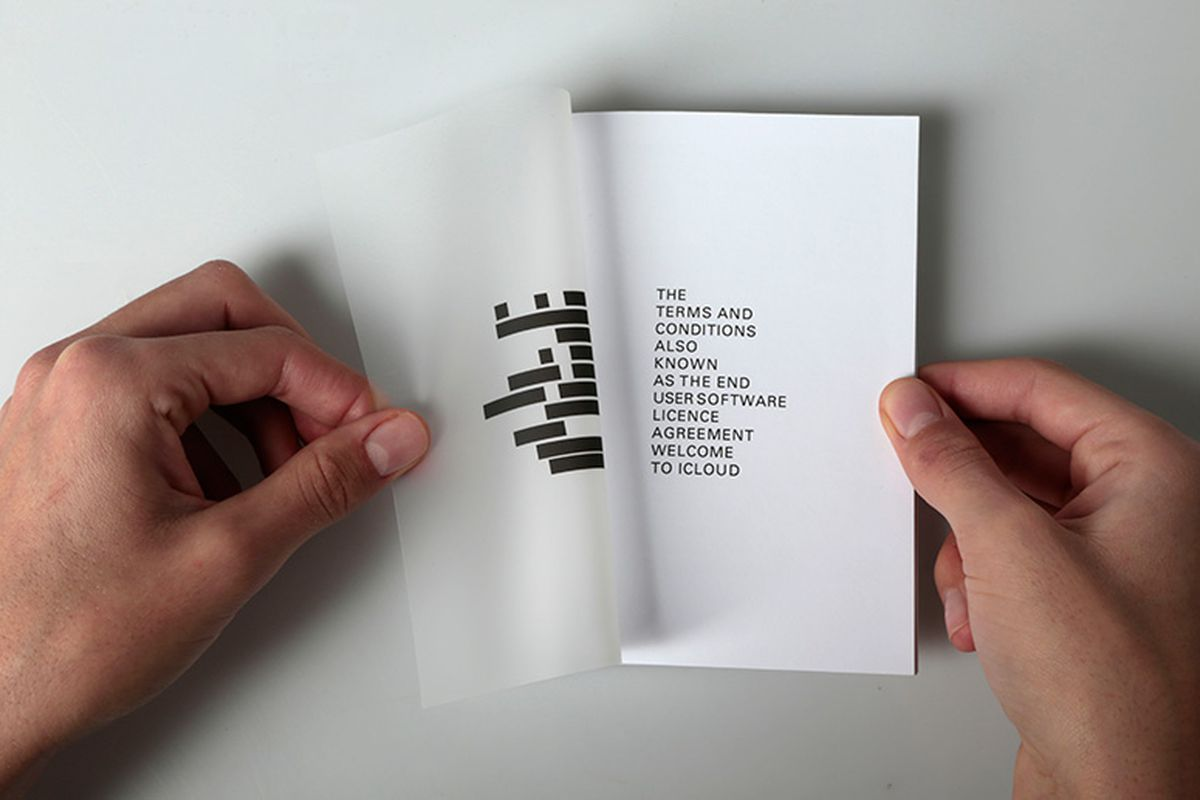 THE
TERMS AND
CONDITIONS
ALSO
KNOWN
AS THE END
USER SOFTWARE
LICENCE
AGREEMENT
WELCOME
TO ICLOUD